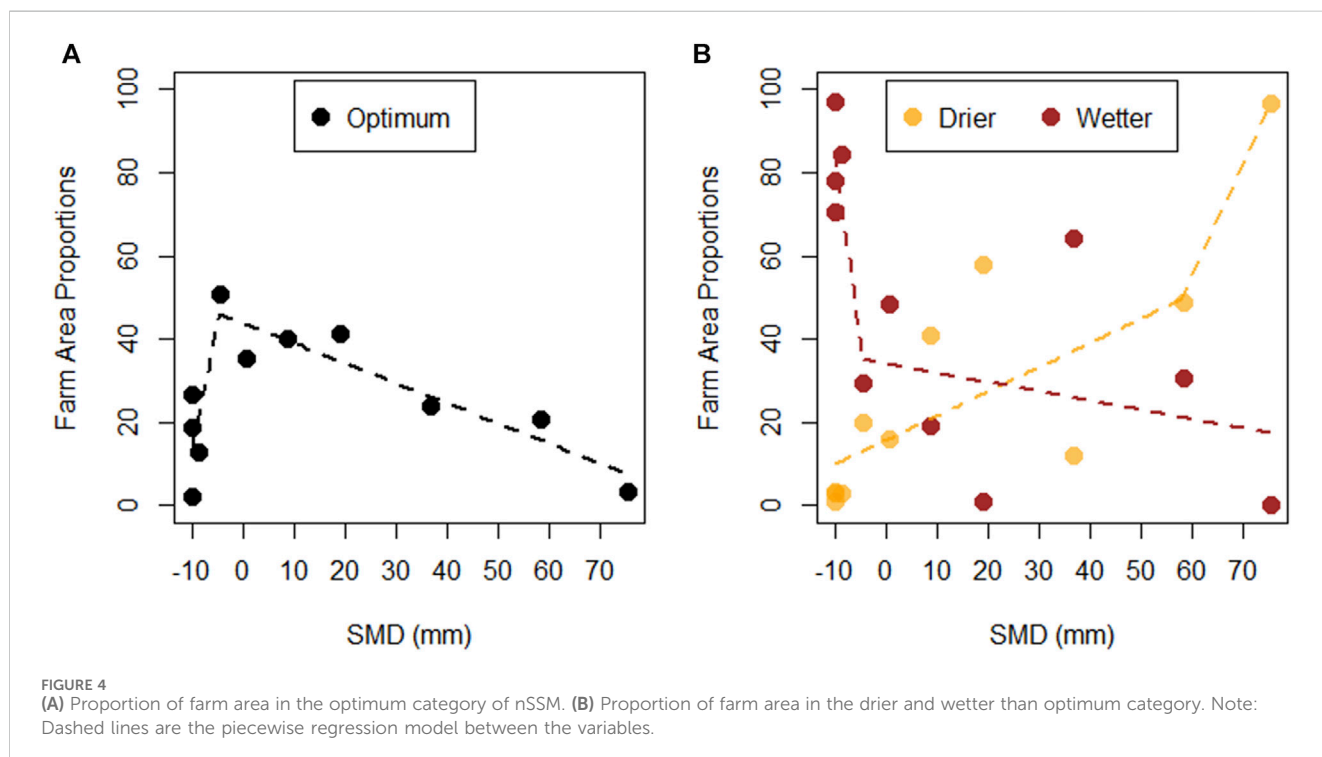 A
Farm Area Proportions
0 20 40 60 80 100
Optimum
-10 0 10 20 30 40 50 60 70
SMD (mm)
B
Farm Area Proportions
0 20 40 60 80 100
Drier Wetter
-10 0 10 20 30 40 50 60 70
SMD (mm)
FIGURE 4
(A) Proportion of farm area in the optimum category of nSSM. (B) Proportion of farm area in the drier and wetter than optimum category. Note:
Dashed lines are the piecewise regression model between the variables.